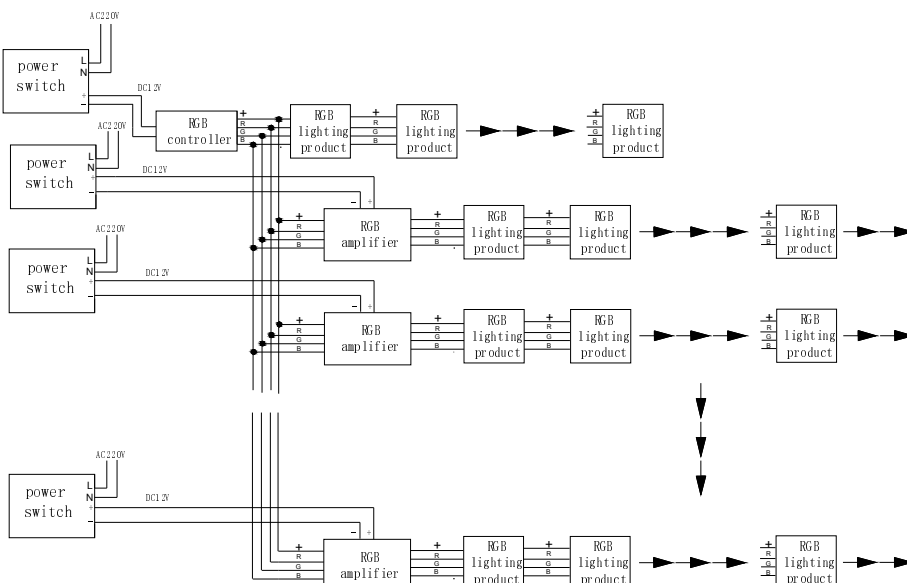 AC220V
power
switch
L
N
+
−
DC12V
RGB
controller
+
R
G
B
RGB
lighting
product
+
R
G
B
RGB
lighting
product
+
R
G
B
RGB
lighting
product
AC220V
power
switch
L
N
+
−
DC12V
− +
+
R
G
B
RGB
amplifier
+
R
G
B
RGB
lighting
product
+
R
G
B
RGB
lighting
product
+
R
G
B
RGB
lighting
product
AC220V
power
switch
L
N
+
−
DC12V
− +
+
R
G
B
RGB
amplifier
+
R
G
B
RGB
lighting
product
+
R
G
B
RGB
lighting
product
+
R
G
B
RGB
lighting
product
AC220V
power
switch
L
N
+
−
DC12V
− +
+
R
G
B
RGB
amplifier
+
R
G
B
RGB
lighting
product
+
R
G
B
RGB
lighting
product
+
R
G
B
RGB
lighting
product